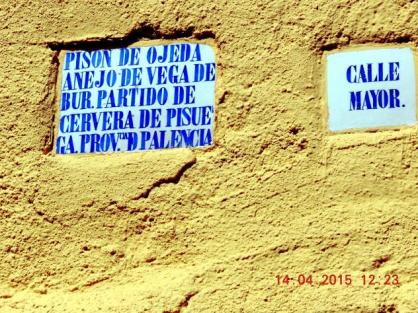 PISON DE OJEDA
ANEJO DE VEGA DE
BUR. PARTIDO DE
CERVERA DE PISUE
GA. PROV.ᶜᴵᴬ D PALENCIA
CALLE
MAYOR.
14.04.2015 12:23